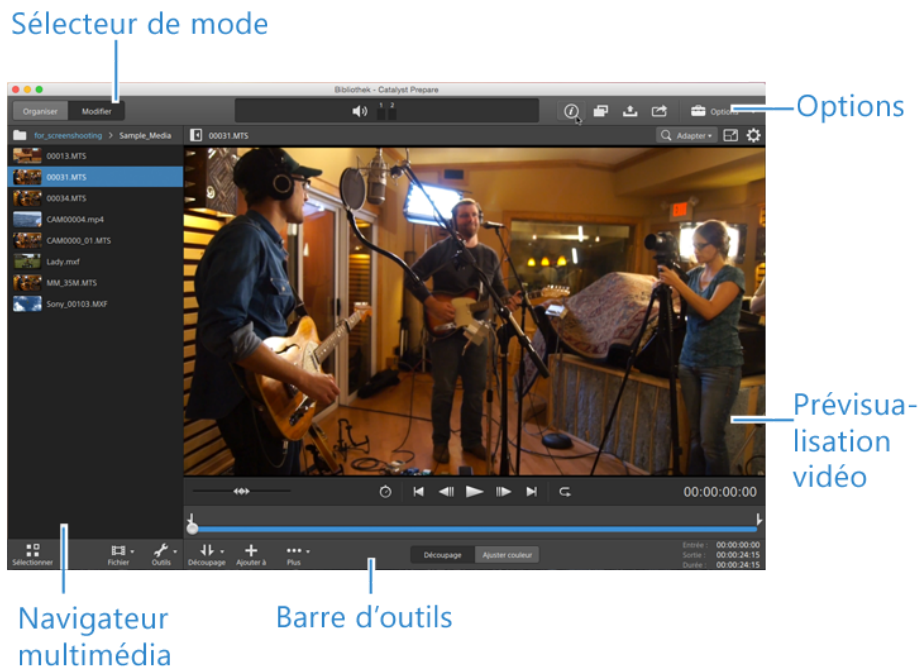 Sélecteur de mode
Bibliothek - Catalyst Prepare
Organiser Modifier
1 2
Options
Options
for_screenshooting > Sample_Media
00031.MTS
Adapter
00013.MTS
00031.MTS
00034.MTS
CAM00004.mp4
CAM0000_01.MTS
Lady.mxf
MM_35M.MTS
Sony_00103.MXF
EXIT
Prévisua-
lisation
vidéo
00:00:00:00
Sélectionner
Fichier
Outils
Découpage
Ajouter à
Plus
Découpage
Ajuster couleur
Entrée : 00:00:00:00
Sortie : 00:00:24:15
Durée : 00:00:24:15
Navigateur
multimédia
Barre d'outils